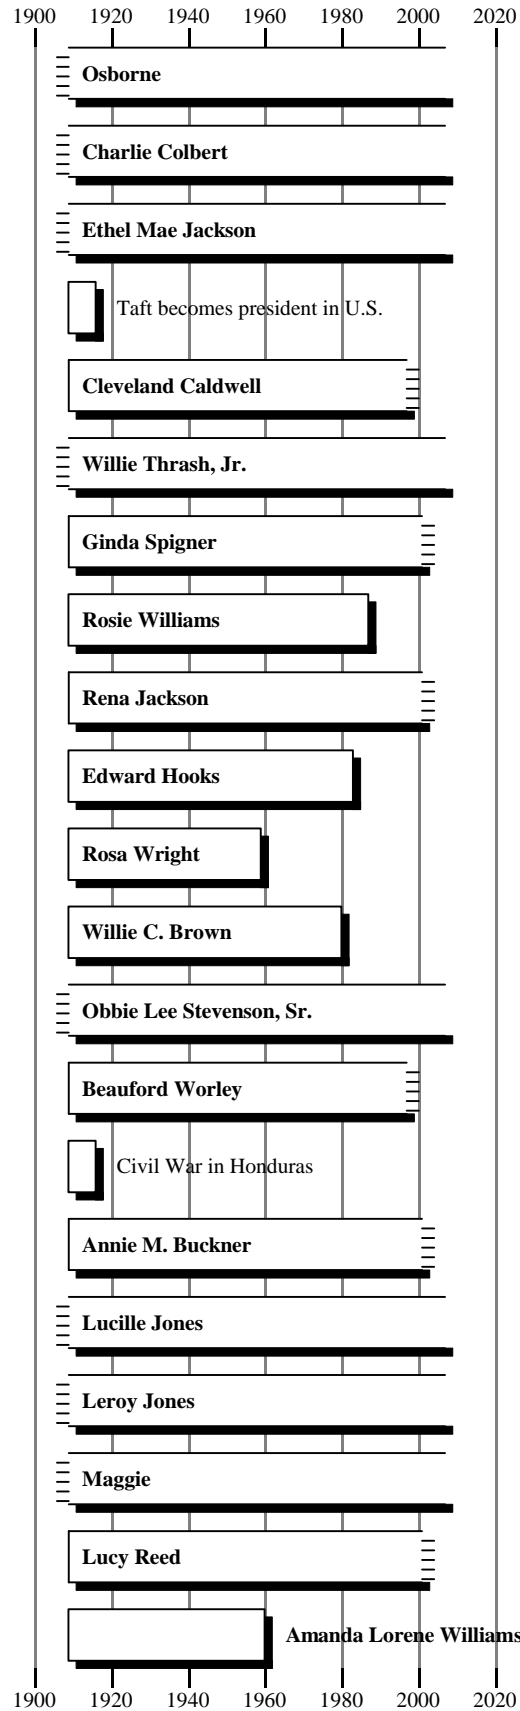 1900 1920 1940 1960 1980 2000 2020
Osborne
Charlie Colbert
Ethel Mae Jackson
Taft becomes president in U.S.
Cleveland Caldwell
Willie Thrash, Jr.
Ginda Spigner
Rosie Williams
Rena Jackson
Edward Hooks
Rosa Wright
Willie C. Brown
Obbie Lee Stevenson, Sr.
Beauford Worley
Civil War in Honduras
Annie M. Buckner
Lucille Jones
Leroy Jones
Maggie
Lucy Reed
Amanda Lorene Williams
1900 1920 1940 1960 1980 2000 2020